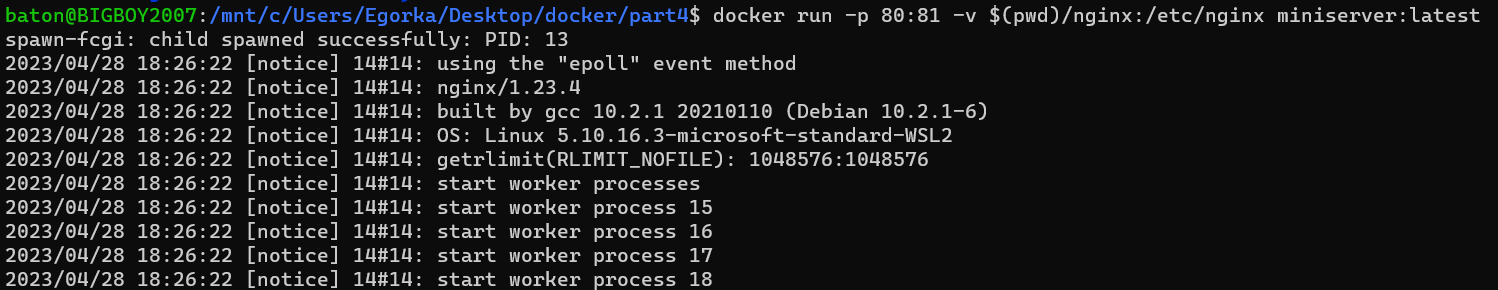 baton@BIGBOY2007:/mnt/c/Users/Egorka/Desktop/docker/part4$ docker run -p 80:81 -v $(pwd)/nginx:/etc/nginx miniserver:latest
spawn-fcgi: child spawned successfully: PID: 13
2023/04/28 18:26:22 [notice] 14#14: using the "epoll" event method
2023/04/28 18:26:22 [notice] 14#14: nginx/1.23.4
2023/04/28 18:26:22 [notice] 14#14: built by gcc 10.2.1 20210110 (Debian 10.2.1-6)
2023/04/28 18:26:22 [notice] 14#14: OS: Linux 5.10.16.3-microsoft-standard-WSL2
2023/04/28 18:26:22 [notice] 14#14: getrlimit(RLIMIT_NOFILE): 1048576:1048576
2023/04/28 18:26:22 [notice] 14#14: start worker processes
2023/04/28 18:26:22 [notice] 14#14: start worker process 15
2023/04/28 18:26:22 [notice] 14#14: start worker process 16
2023/04/28 18:26:22 [notice] 14#14: start worker process 17
2023/04/28 18:26:22 [notice] 14#14: start worker process 18